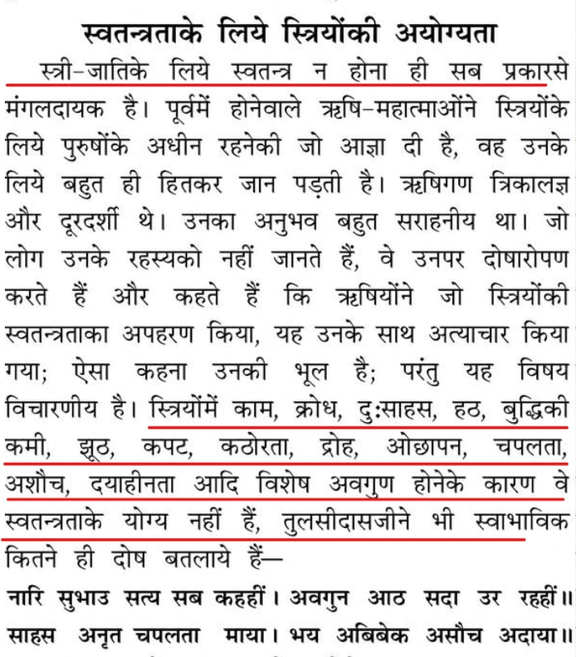 स्वतन्त्रताके लिये स्त्रियोंकी अयोग्यता
स्त्री-जातिके लिये स्वतन्त्र न होना ही सब प्रकारसे
मंगलदायक है। पूर्वमें होनेवाले ऋषि-महात्माओंने स्त्रियोंके
लिये पुरुषोंके अधीन रहनेकी जो आज्ञा दी है, वह उनके
लिये बहुत ही हितकर जान पड़ती है। ऋषिगण त्रिकालज्ञ
और दूरदर्शी थे। उनका अनुभव बहुत सराहनीय था। जो
लोग उनके रहस्यको नहीं जानते हैं, वे उनपर दोषारोपण
करते हैं और कहते हैं कि ऋषियोंने जो स्त्रियोंकी
स्वतन्त्रताका अपहरण किया, यह उनके साथ अत्याचार किया
गया; ऐसा कहना उनकी भूल है; परंतु यह विषय
विचारणीय है। स्त्रियोंमें काम, क्रोध, दु:साहस, हठ, बुद्धिकी
कमी, झूठ, कपट, कठोरता, द्रोह, ओछापन, चपलता,
अशौच, दयाहीनता आदि विशेष अवगुण होनेके कारण वे
स्वतन्त्रताके योग्य नहीं हैं, तुलसीदासजीने भी स्वाभाविक
कितने ही दोष बतलाये हैं—
नारि सुभाउ सत्य सब कहहीं। अवगुन आठ सदा उर रहहीं॥
साहस अनृत चपलता माया। भय अबिबेक असौच अदाया॥